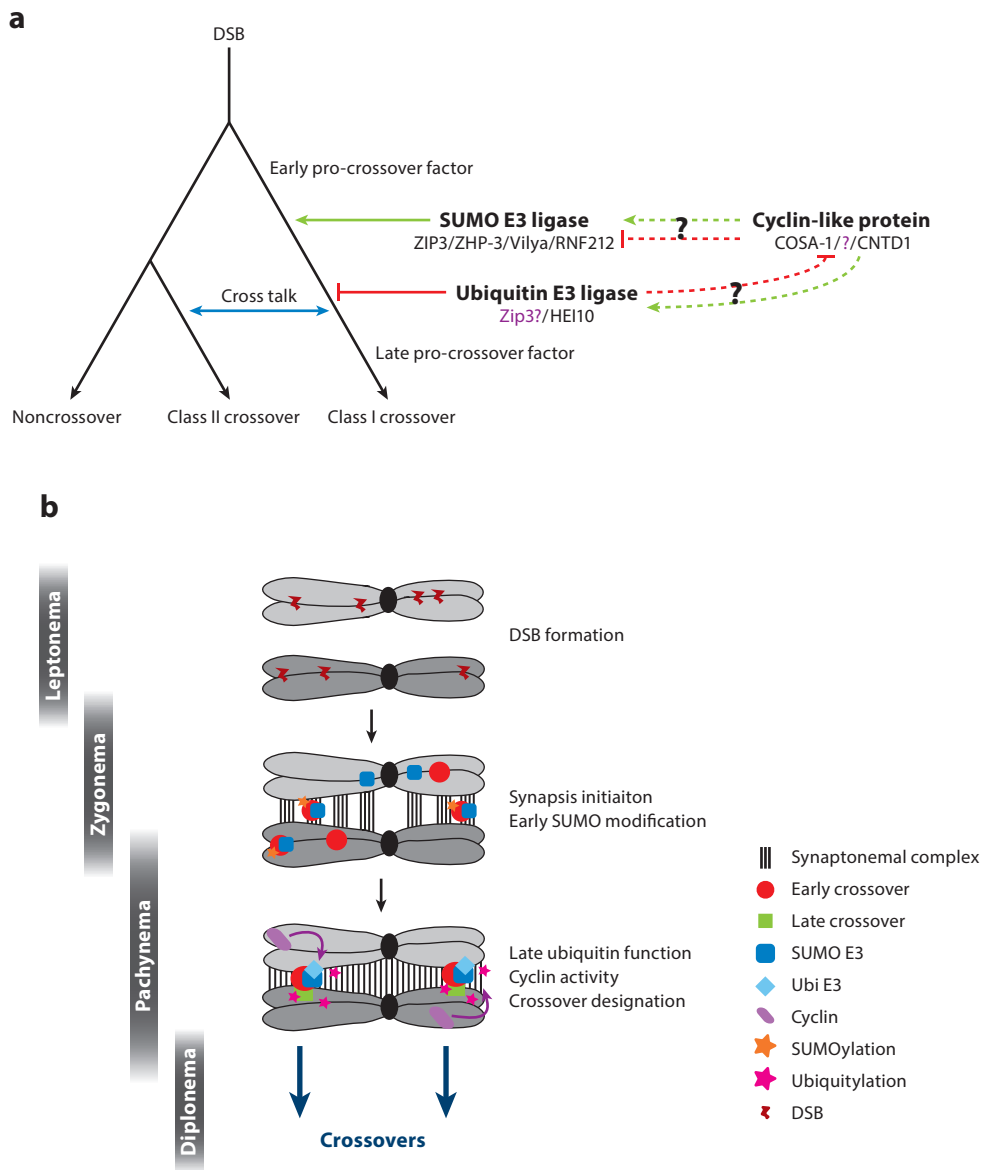 a
DSB
Early pro-crossover factor
SUMO E3 ligase
ZIP3/ZHP-3/Vilya/RNF212
?
Cyclin-like protein
COSA-1/?/CNTD1
Cross talk
Ubiquitin E3 ligase
Zip3?/HEI10
?
Late pro-crossover factor
Noncrossover
Class II crossover
Class I crossover
b
Leptonema
Zygonema
Pachynema
Diplonema
DSB formation
Synapsis initiaiton
Early SUMO modification
Late ubiquitin function
Cyclin activity
Crossover designation
Crossovers
Synaptonemal complex
Early crossover
Late crossover
SUMO E3
Ubi E3
Cyclin
SUMOylation
Ubiquitylation
DSB